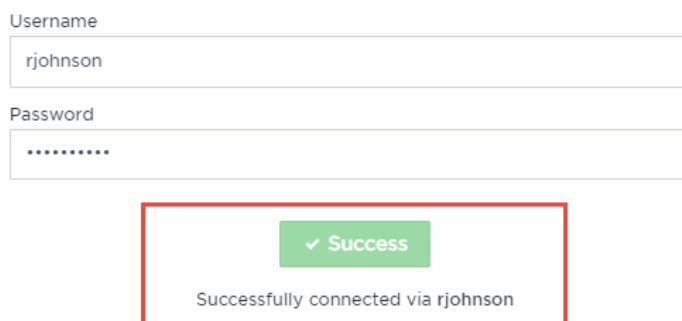 Username
rjohnson
Password
••••••••••
✓ Success
Successfully connected via rjohnson